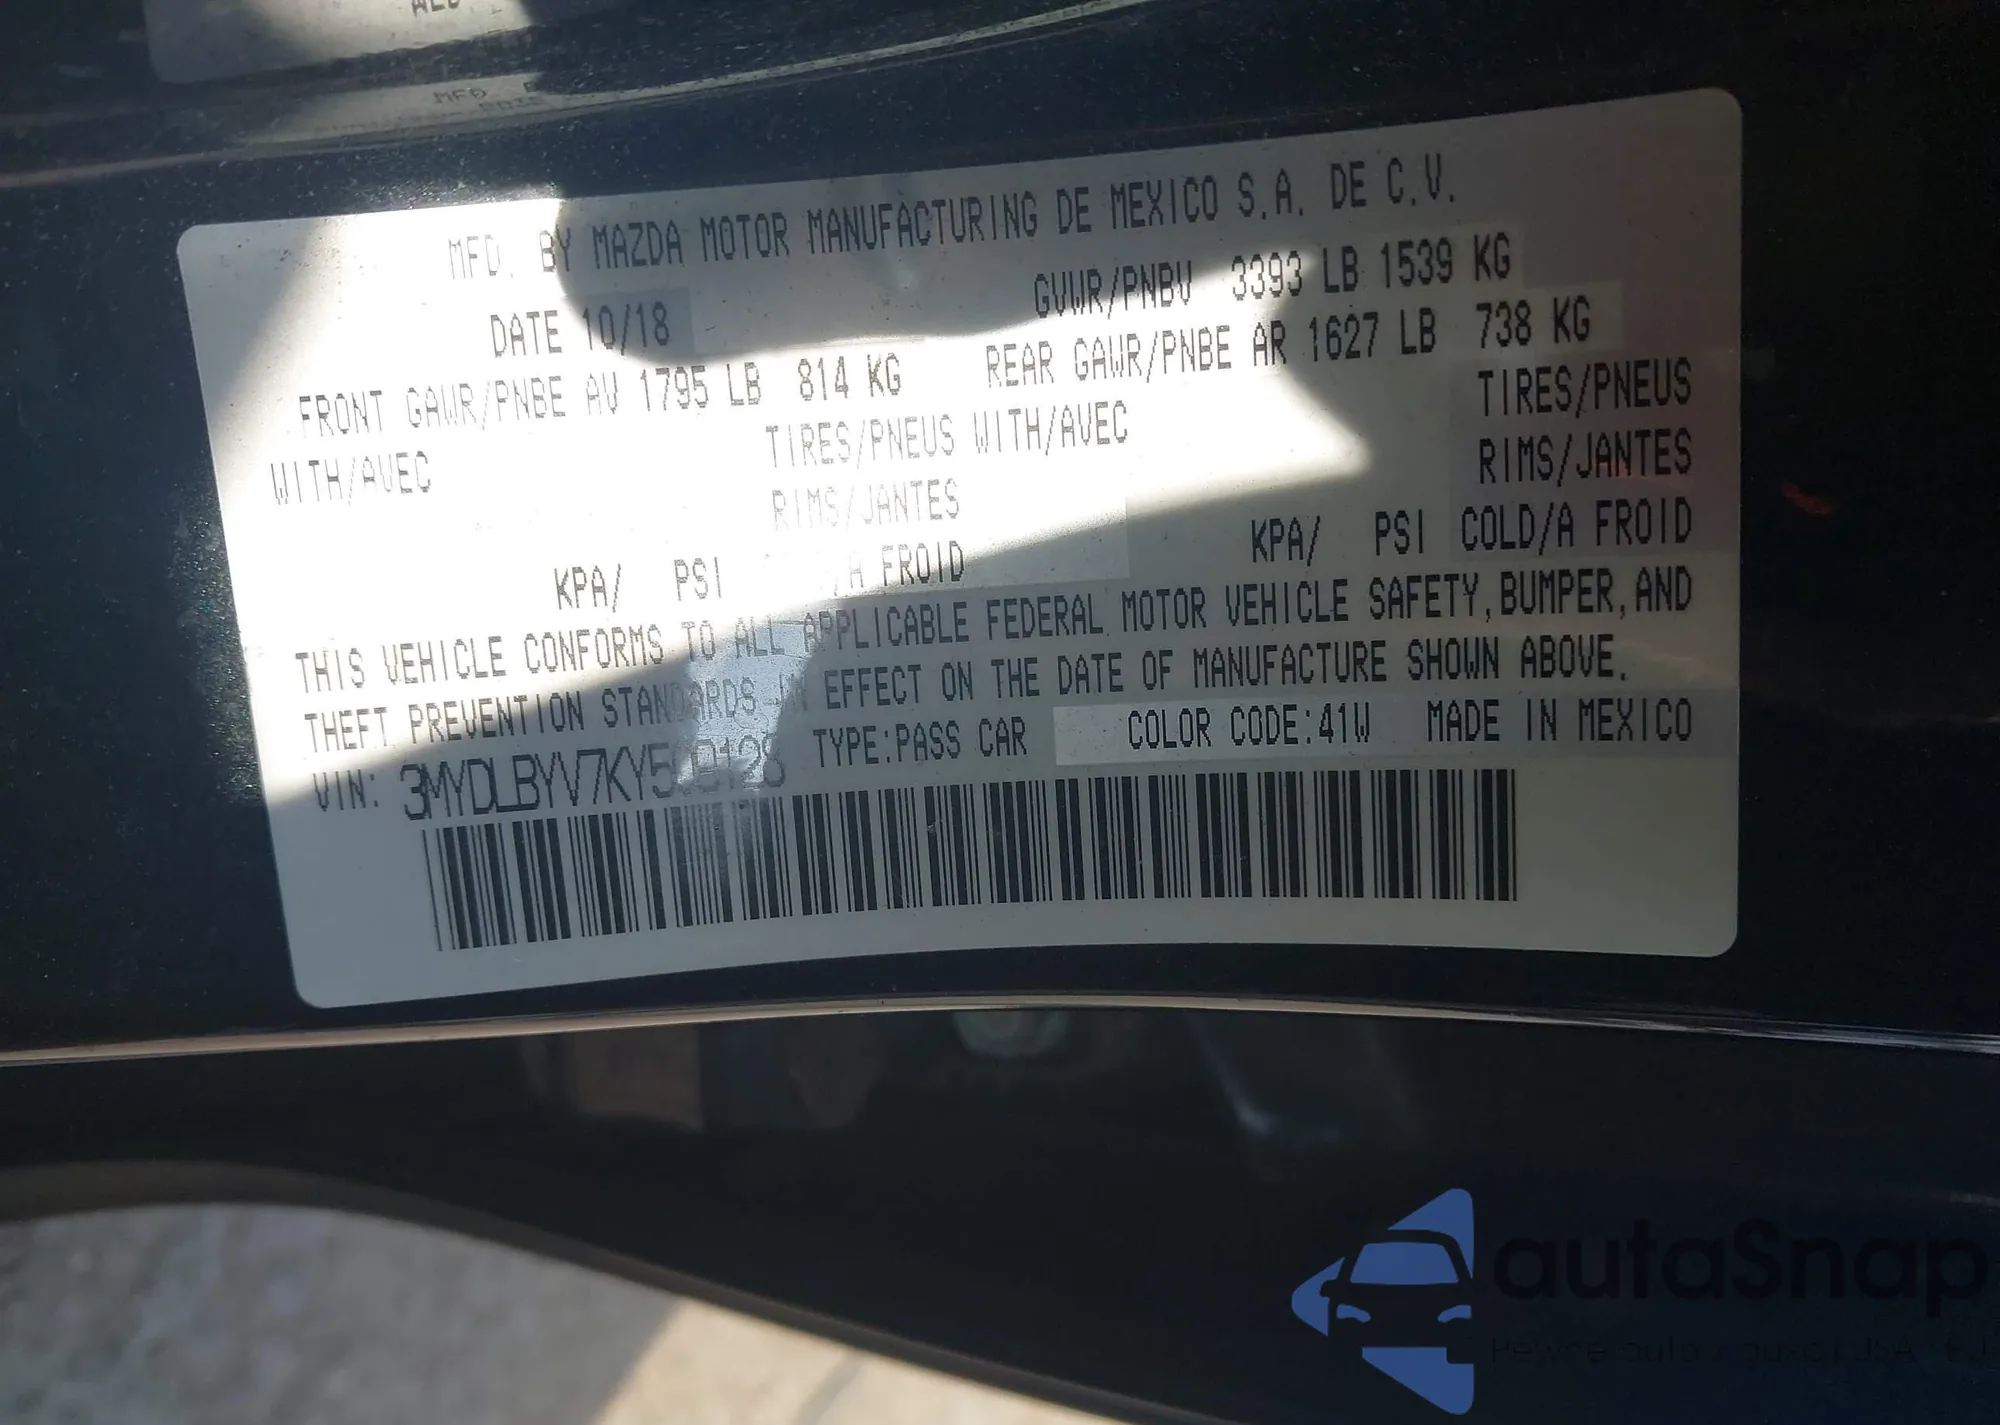 MFD. BY MAZDA MOTOR MANUFACTURING DE MEXICO S.A. DE C.V.
DATE 10/18 GVWR/PNBV 3393 LB 1539 KG
FRONT GAWR/PNBE AV 1795 LB 814 KG REAR GAWR/PNBE AR 1627 LB 738 KG
WITH/AVEC TIRES/PNEUS WITH/AVEC TIRES/PNEUS
RIMS/JANTES RIMS/JANTES
KPA/ PSI /A FROID KPA/ PSI COLD/A FROID
THIS VEHICLE CONFORMS TO ALL APPLICABLE FEDERAL MOTOR VEHICLE SAFETY, BUMPER, AND
THEFT PREVENTION STANDARDS IN EFFECT ON THE DATE OF MANUFACTURE SHOWN ABOVE.
VIN: TYPE:PASS CAR COLOR CODE:41W MADE IN MEXICO
MFD
autaSnap